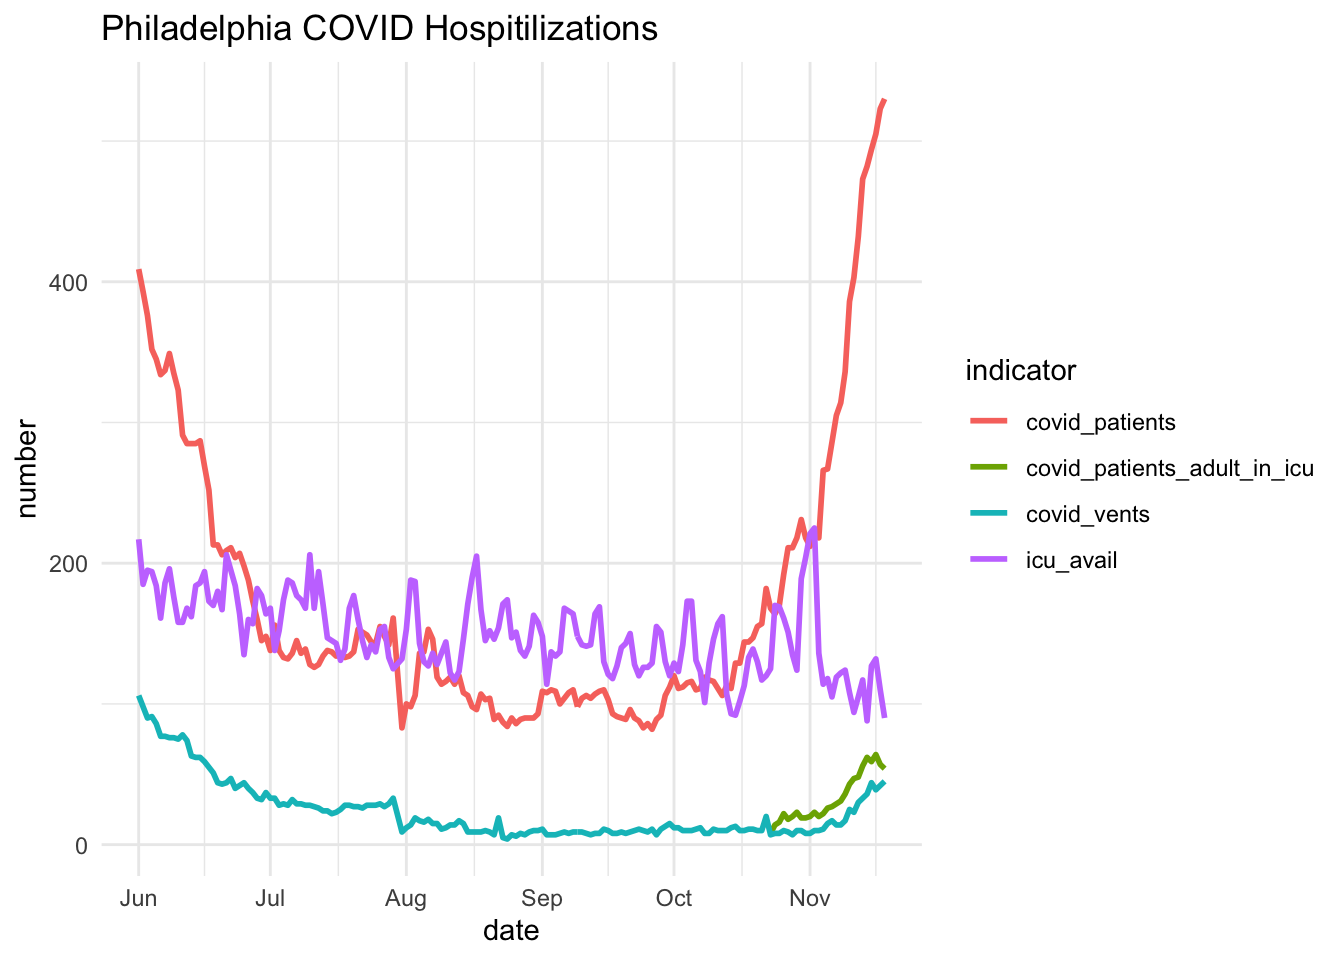 Philadelphia COVID Hospitilizations
number
400
200
0
Jun Jul Aug Sep Oct Nov
date
indicator
covid_patients
covid_patients_adult_in_icu
covid_vents
icu_avail